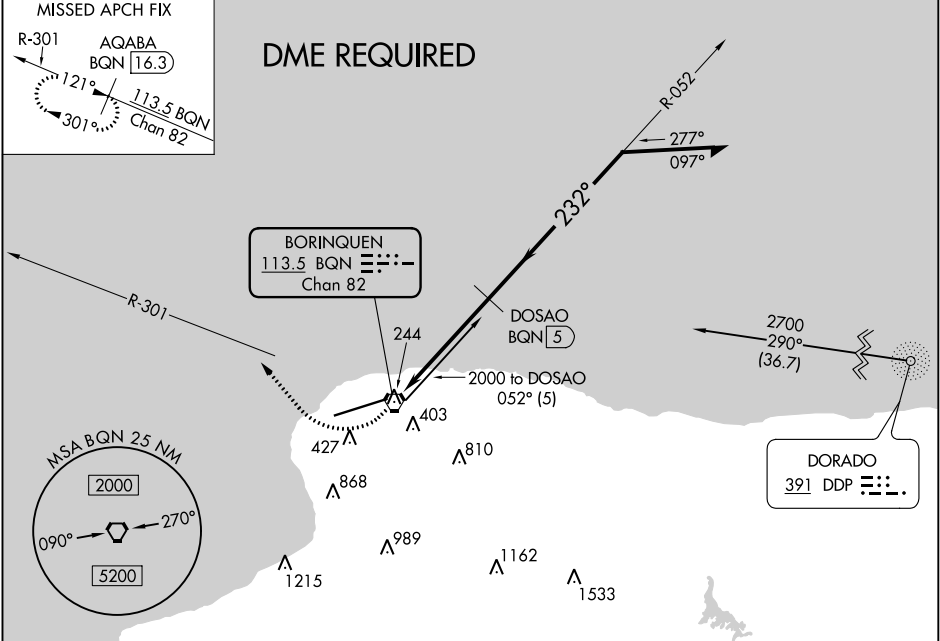 MISSED APCH FIX
R-301
AQABA
BQN 16.3
121°
301°
113.5 BQN
Chan 82
DME REQUIRED
R-052
277°
097°
232°
BORINQUEN
113.5 BQN
Chan 82
R-301
DOSAO
BQN 5
244
2000 to DOSAO
052° (5)
2700
290°
(36.7)
403
427
810
DORADO
391 DDP
868
MSA BQN 25 NM
2000
090°
270°
5200
989
1162
1215
1533